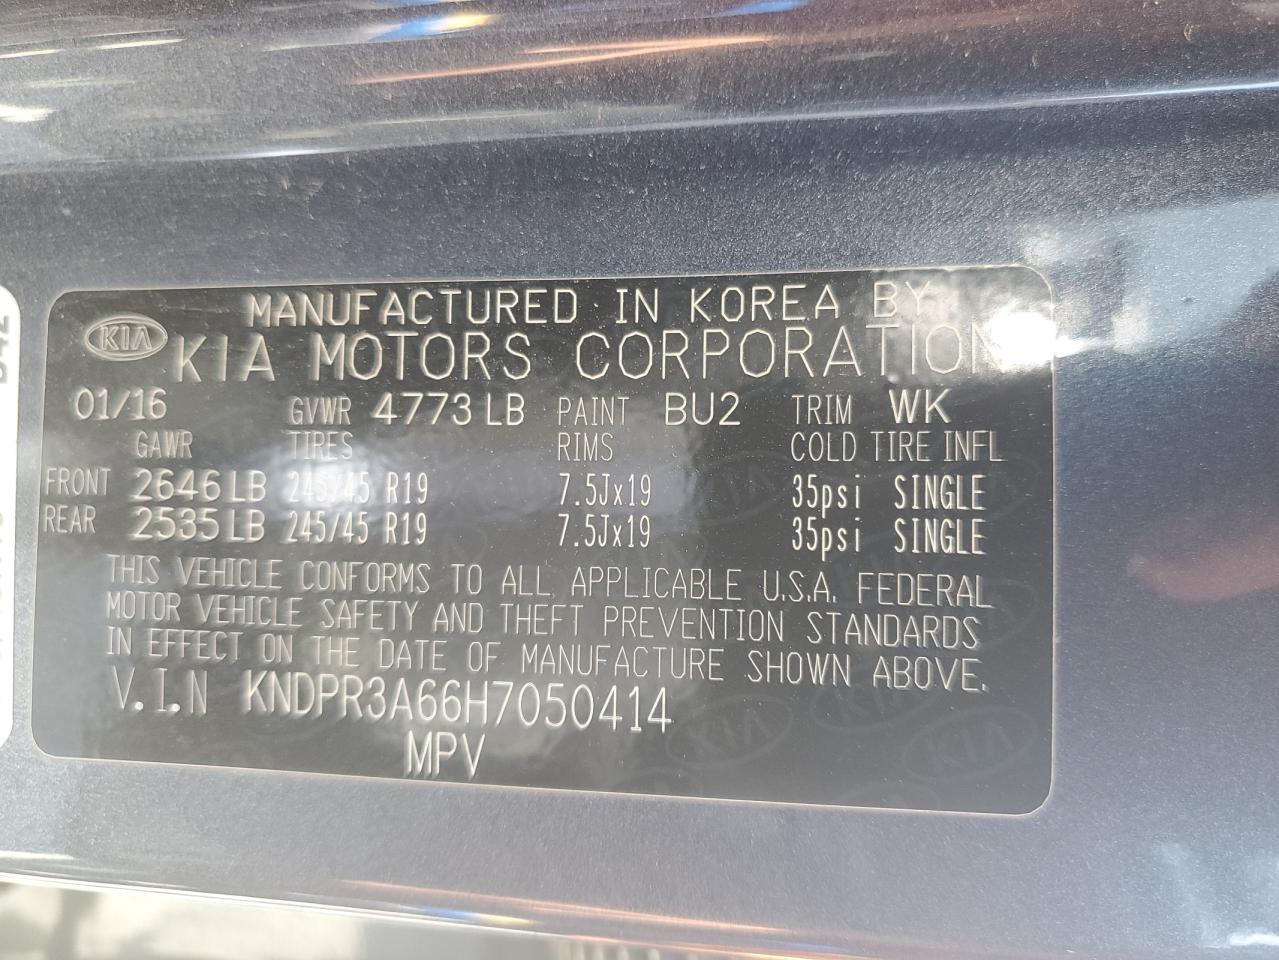 MANUFACTURED IN KOREA BY
KIA KIA MOTORS CORPORATION
01/16 GVWR 4773 LB PAINT BU2 TRIM WK
GAWR TIRES RIMS COLD TIRE INFL
FRONT 2646 LB 245/45 R19 7.5Jx19 35psi SINGLE
REAR 2535 LB 245/45 R19 7.5Jx19 35psi SINGLE
THIS VEHICLE CONFORMS TO ALL APPLICABLE U.S.A. FEDERAL
MOTOR VEHICLE SAFETY AND THEFT PREVENTION STANDARDS
IN EFFECT ON THE DATE OF MANUFACTURE SHOWN ABOVE.
V.I.N KNDPR3A66H7050414
MPV